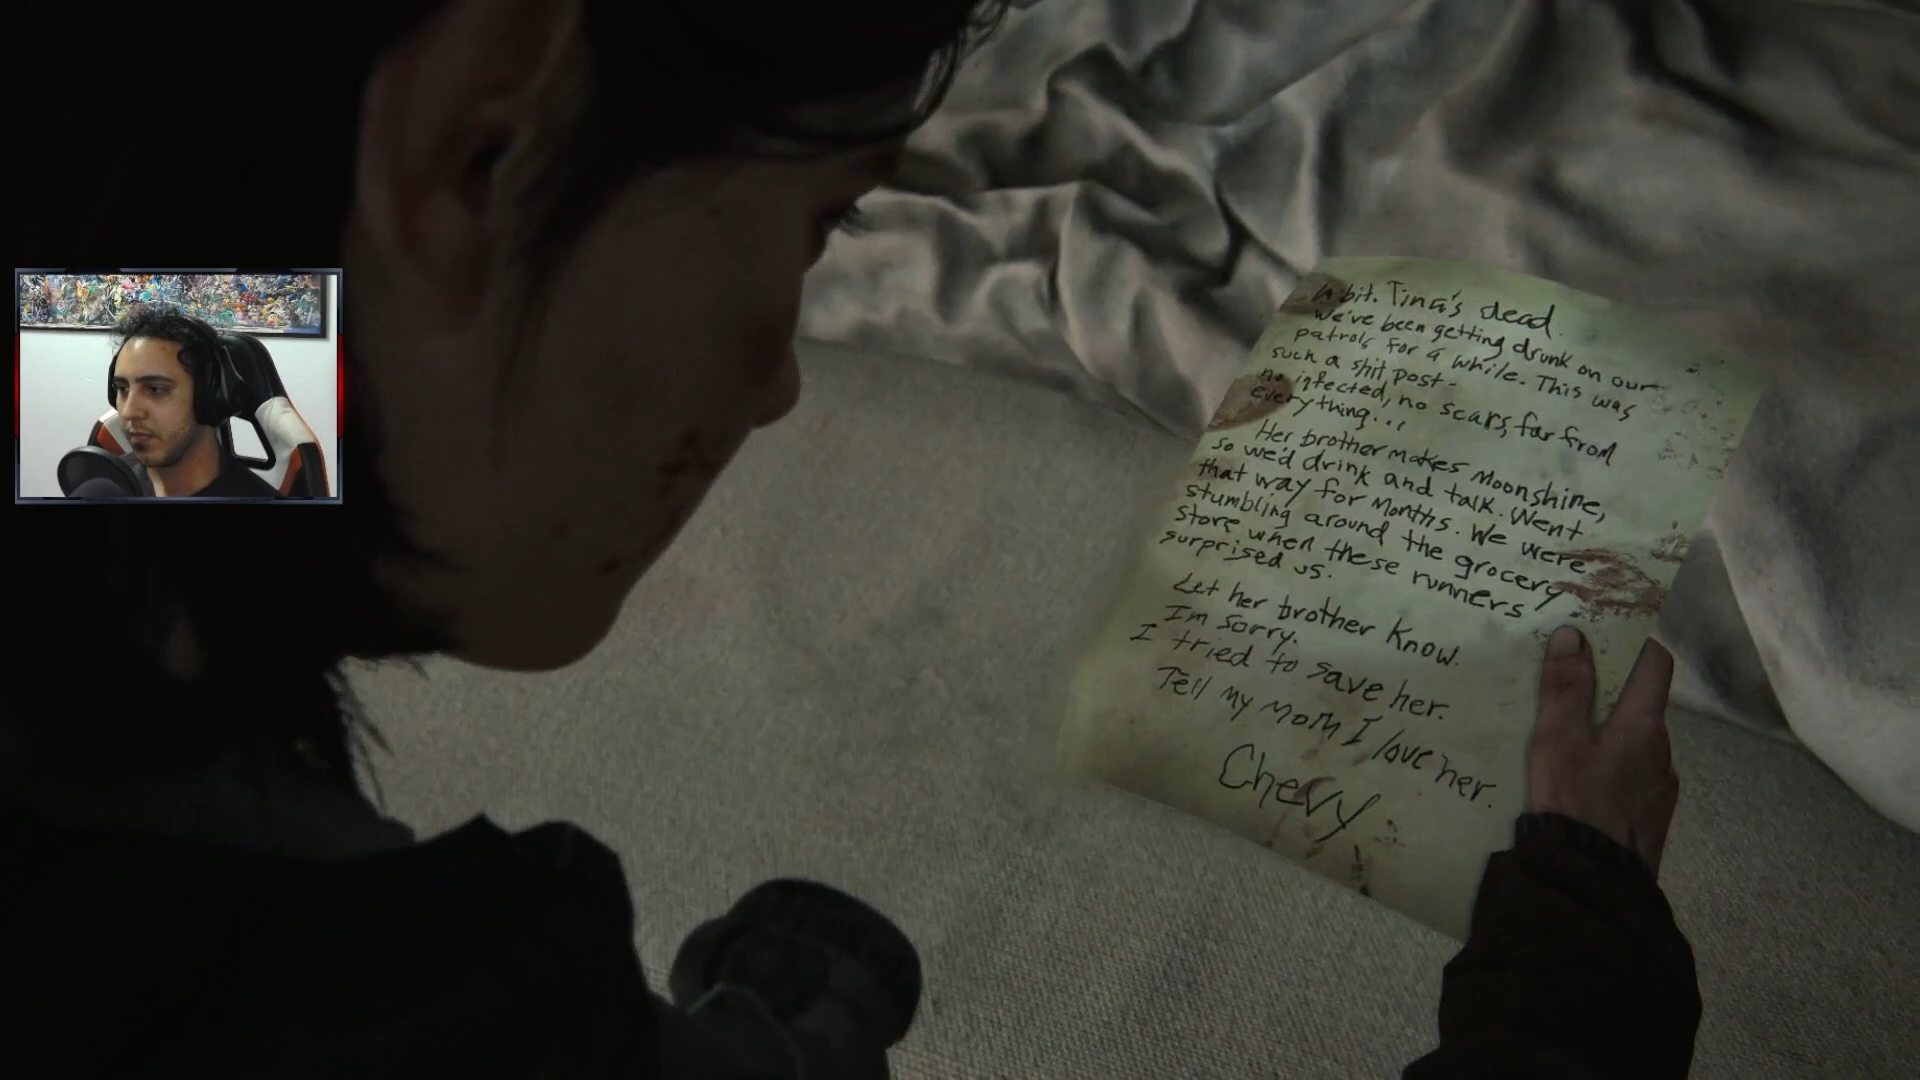 I'm bit. Tina's dead.
We've been getting drunk on our
patrols for a while. This was
such a shit post -
no infected, no scars, far from
everything...
Her brother makes moonshine,
so we'd drink and talk. Went
that way for months. We were
stumbling around the grocery
store when these runners
surprised us.
Let her brother know.
I'm sorry.
I tried to save her.
Tell my mom I love her.
Chevy